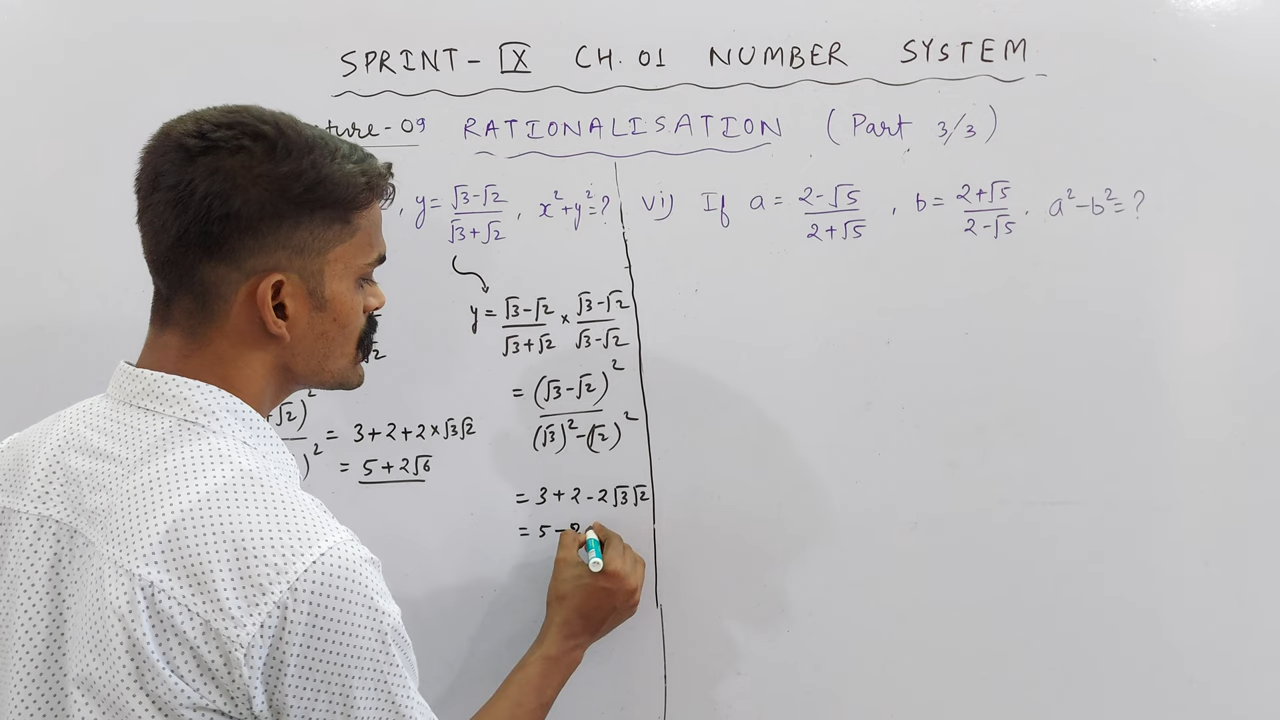 SPRINT- IX CH. 01 NUMBER SYSTEM
-09 RATIONALISATION (Part 3/3)
, y = (√3-√2)/(√3+√2) , x²+y²=?
y = (√3-√2)/(√3+√2) × (√3-√2)/(√3-√2)
= (√3-√2)²/((√3)²-(√2)²)
= 3+2-2√3√2
= 5-2
= 3+2+2×√3√2
= 5+2√6
vi) If a = (2-√5)/(2+√5) , b = (2+√5)/(2-√5) . a²-b²=?